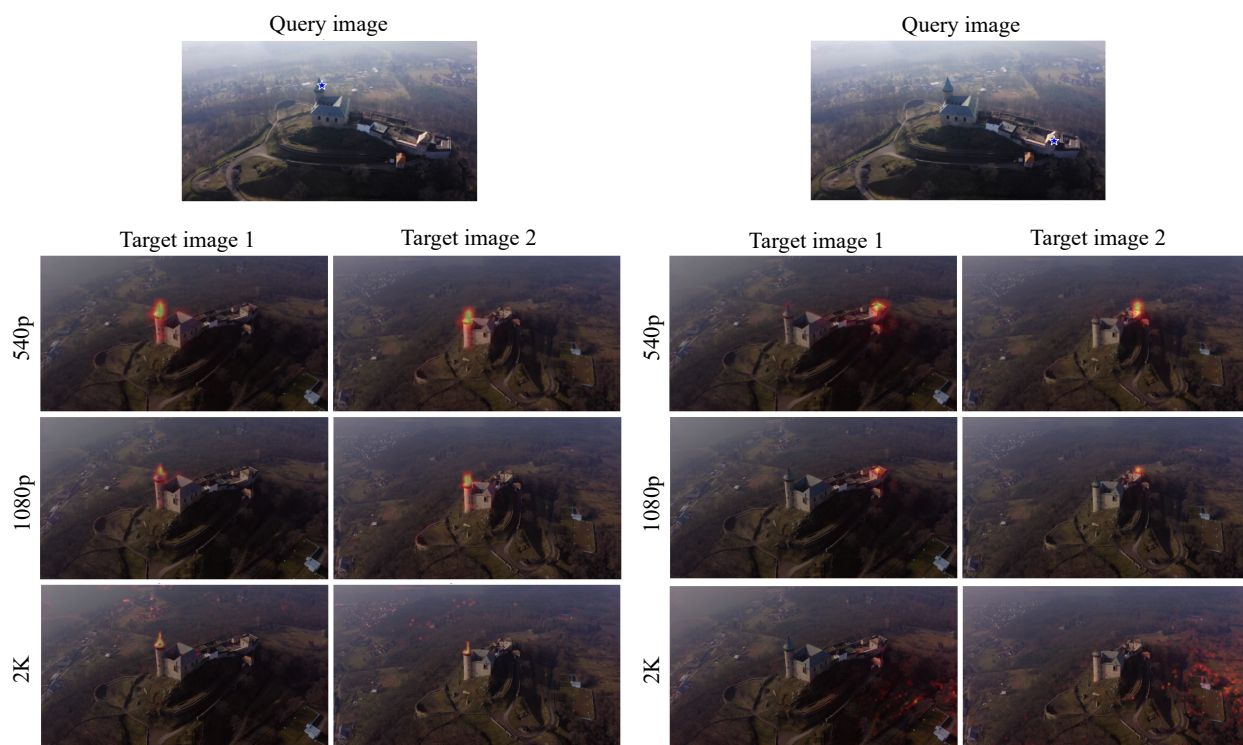 Query image
Query image
Target image 1
Target image 2
Target image 1
Target image 2
540p
540p
1080p
1080p
2K
2K